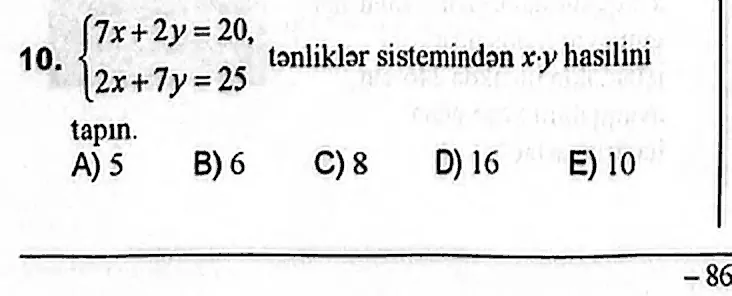 10. { 7x + 2y = 20,
2x + 7y = 25 tənliklər sistemindən x·y hasilini
tapın.
A) 5 B) 6 C) 8 D) 16 E) 10
– 86